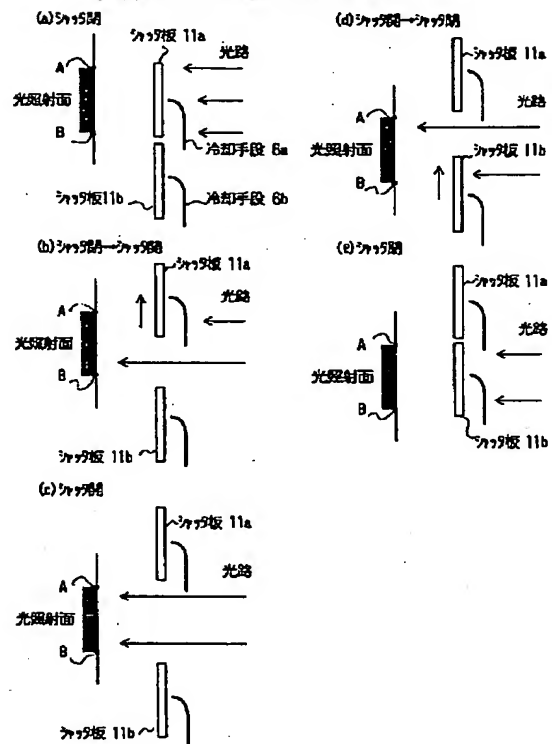 (a)シャッタ閉
シャッタ板 11a
A
光路
光照射面
B
冷却手段 6a
シャッタ板11b
冷却手段 6b
(b)シャッタ閉→シャッタ開
シャッタ板 11a
光路
A
光照射面
B
シャッタ板 11b
(c)シャッタ開
シャッタ板 11a
A
光路
光照射面
B
シャッタ板 11b
(d)シャッタ開→シャッタ閉
シャッタ板 11a
光路
A
シャッタ板 11b
光照射面
B
(e)シャッタ閉
シャッタ板 11a
A
光路
光照射面
B
シャッタ板 11b